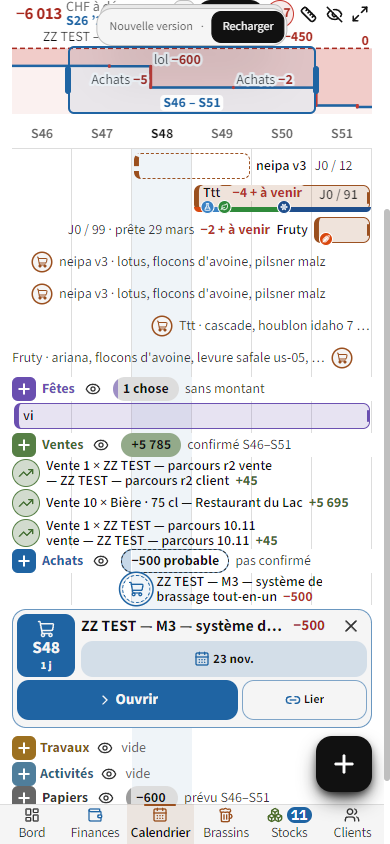 −6 013 CHF à dé
S26
7
Nouvelle version · Recharger
ZZ TEST – −450 0
lol −600
Achats −5 Achats −2
S46 – S51
S46 S47 S48 S49 S50 S51
neipa v3 J0 / 12
Ttt −4 + à venir J0 / 91
J0 / 99 · prête 29 mars −2 + à venir Fruty
neipa v3 · lotus, flocons d'avoine, pilsner malz
neipa v3 · lotus, flocons d'avoine, pilsner malz
Ttt · cascade, houblon idaho 7 …
Fruty · ariana, flocons d'avoine, levure safale us-05, …
Fêtes 1 chose sans montant
vi
Ventes +5 785 confirmé S46–S51
Vente 1 × ZZ TEST — parcours r2 vente
— ZZ TEST — parcours r2 client +45
Vente 10 × Bière · 75 cl — Restaurant du Lac +5 695
Vente 1 × ZZ TEST — parcours 10.11
vente — ZZ TEST — parcours 10.11 +45
Achats −500 probable pas confirmé
ZZ TEST — M3 — système de
brassage tout-en-un −500
S48
1 j
ZZ TEST — M3 — système d… −500
23 nov.
Ouvrir Lier
Travaux vide
Activités vide
Papiers −600 prévu S46–S51
Bord Finances Calendrier Brassins Stocks 11 Clients